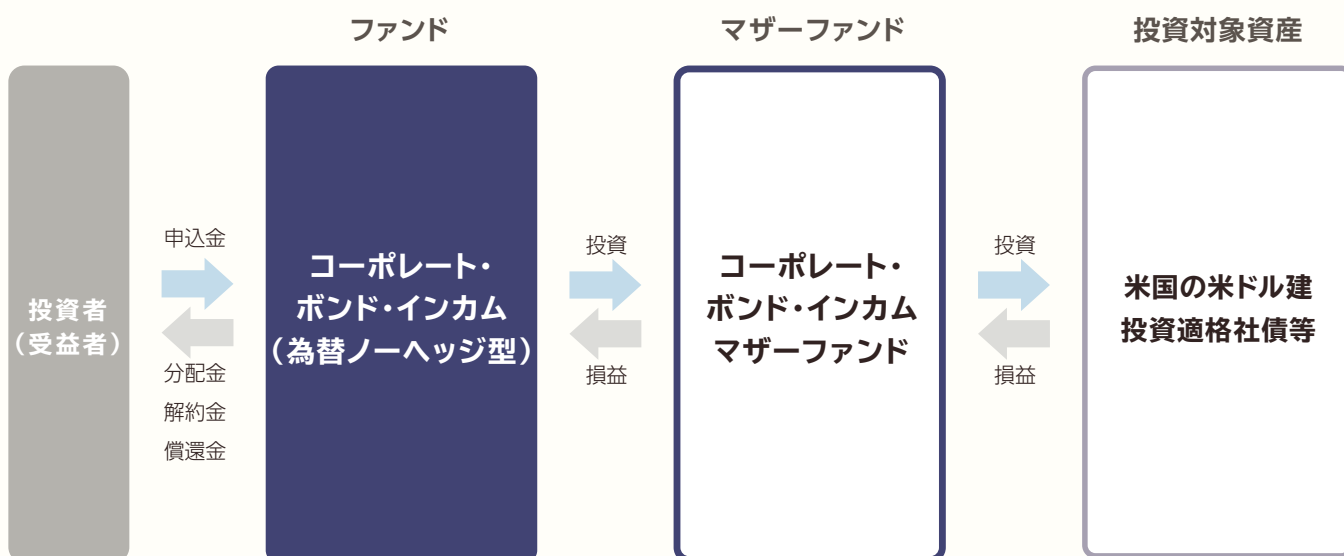 ファンド
マザーファンド
投資対象資産
投資者
（受益者）
申込金
分配金
解約金
償還金
コーポレート・
ボンド・インカム
（為替ノーヘッジ型）
投資
損益
コーポレート・
ボンド・インカム
マザーファンド
投資
損益
米国の米ドル建
投資適格社債等